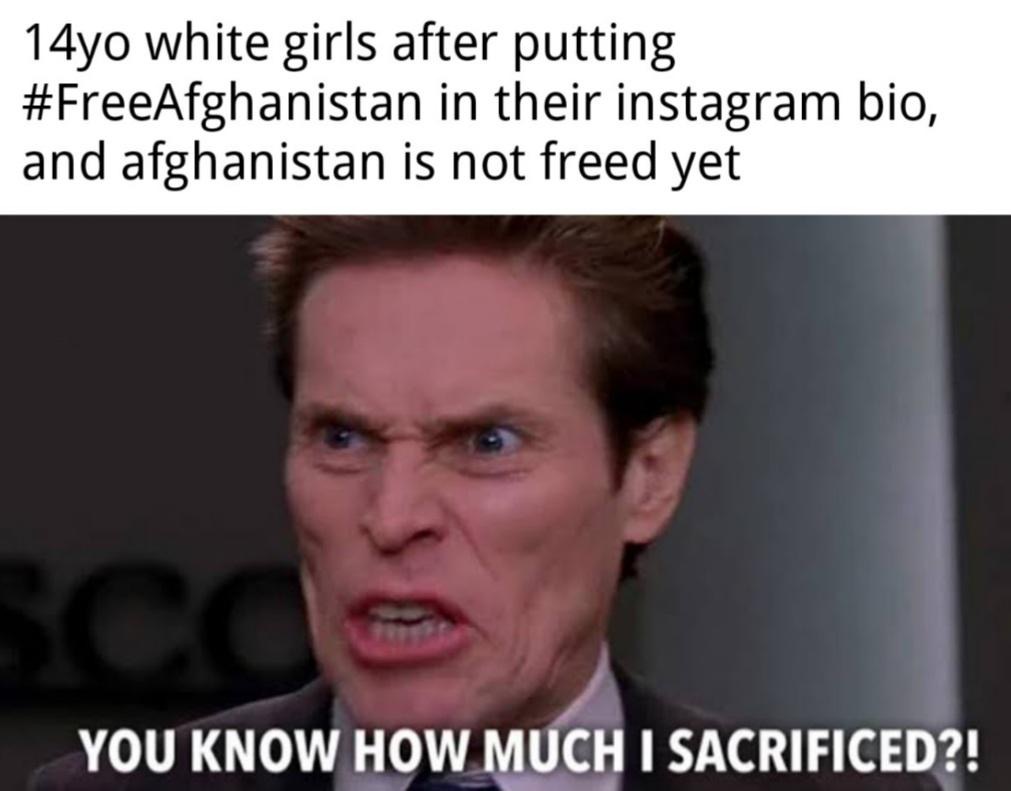 14yo white girls after putting
#FreeAfghanistan in their instagram bio,
and afghanistan is not freed yet
SCO
YOU KNOW HOW MUCH I SACRIFICED?!